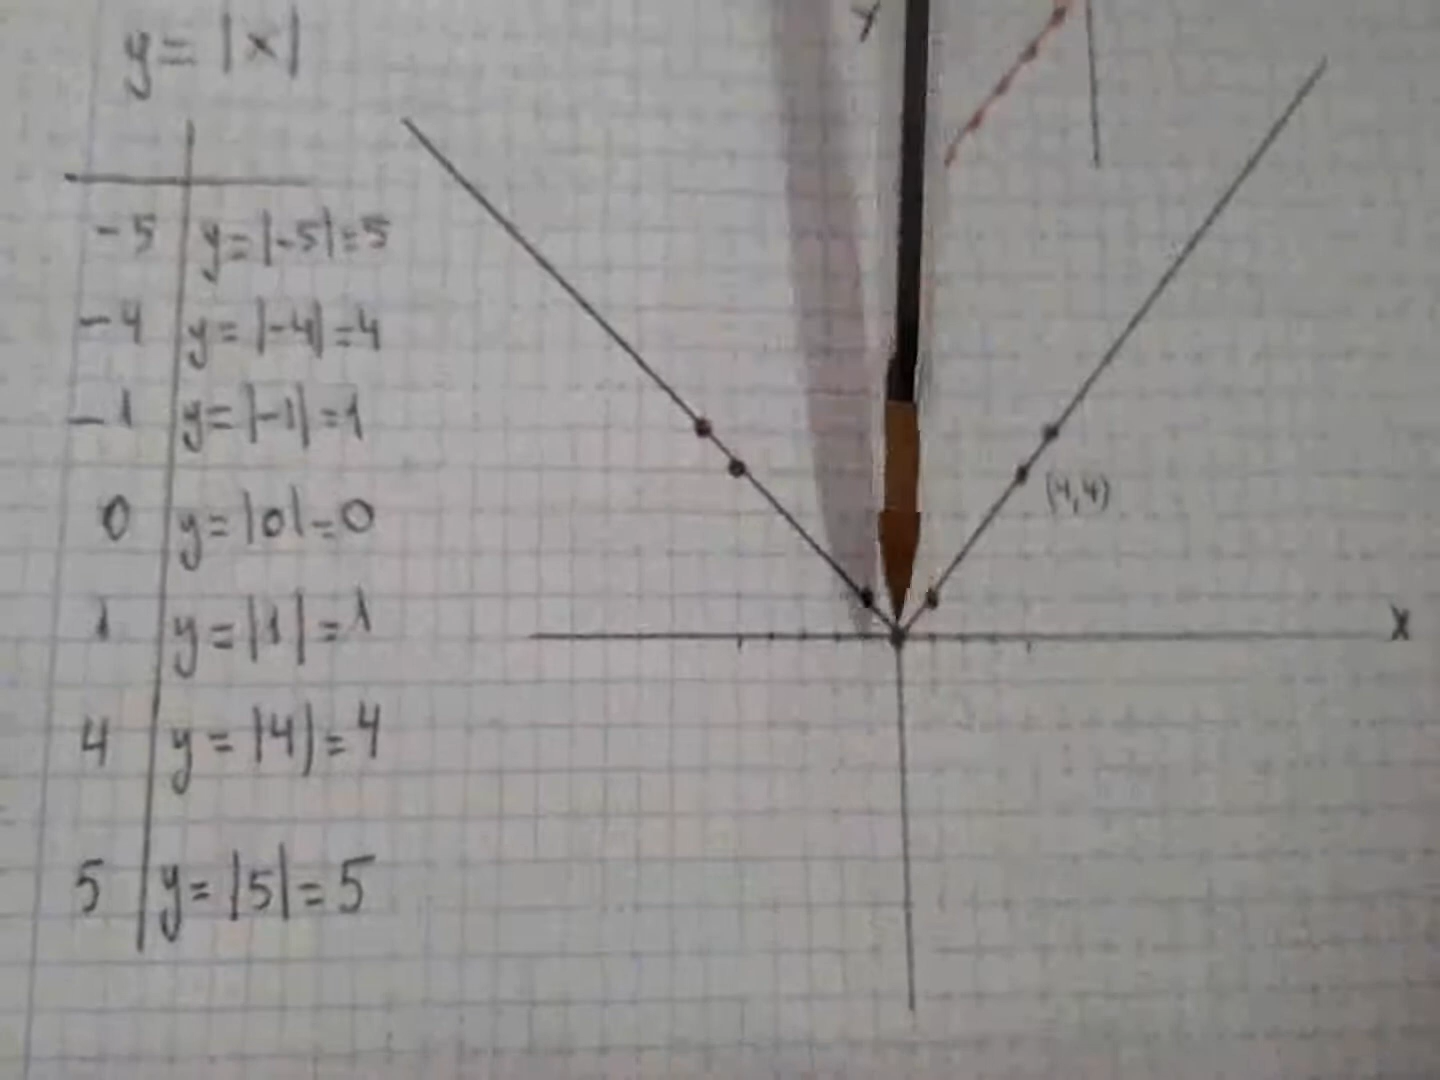 y = |x|
-5 y = |-5| = 5
-4 y = |-4| = 4
-1 y = |-1| = 1
0 y = |0| = 0
1 y = |1| = 1
4 y = |4| = 4
5 y = |5| = 5
y
(4,4)
x